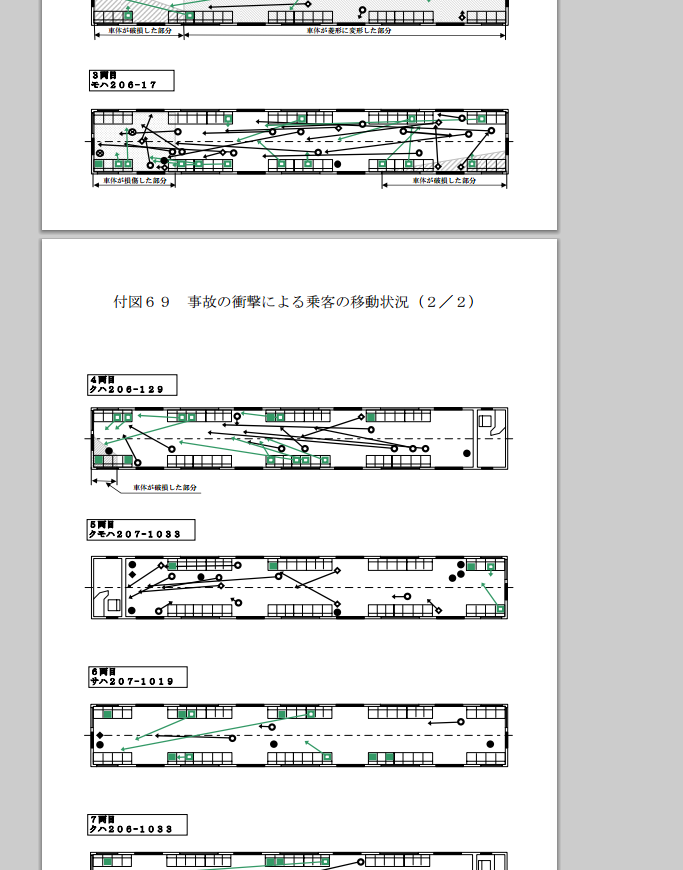 車体が破損した部分
車体が菱形に変形した部分
3両目
モハ206-17
車体が損傷した部分
車体が破損した部分
付図69 事故の衝撃による乗客の移動状況(2/2)
4両目
クハ206-129
車体が破損した部分
5両目
クモハ207-1033
6両目
サハ207-1019
7両目
クハ206-1033